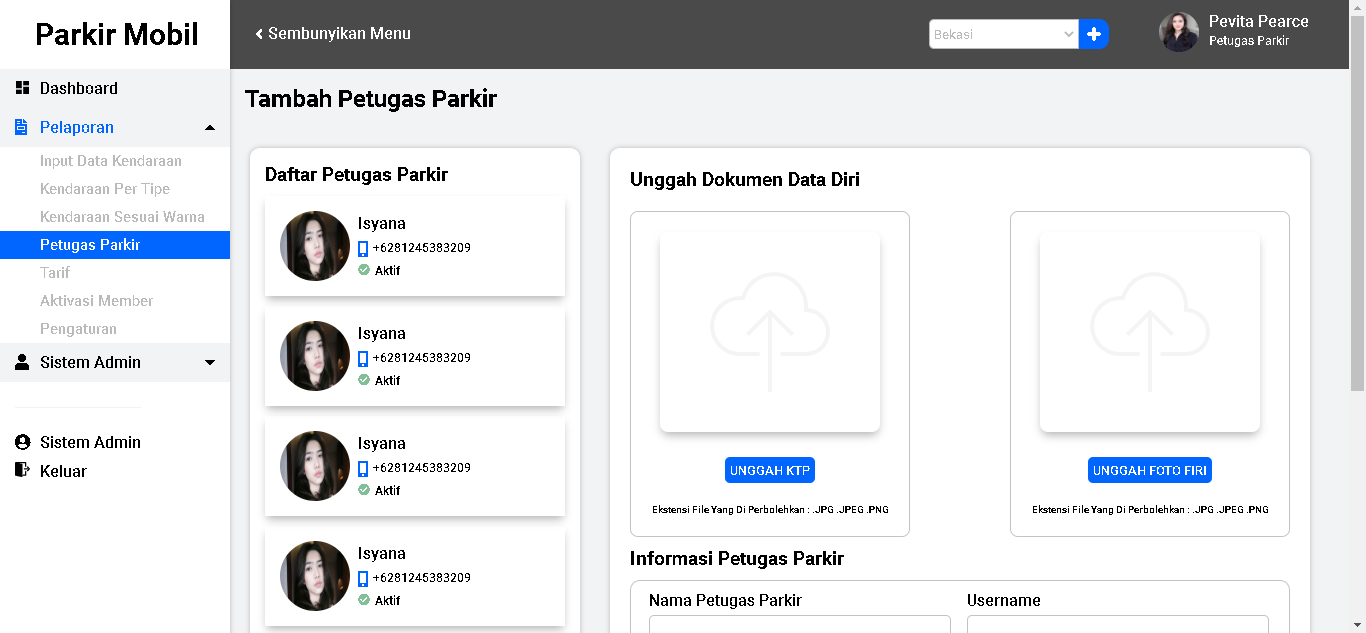 Parkir Mobil
Sembunyikan Menu
Bekasi
Pevita Pearce
Petugas Parkir
Dashboard
Pelaporan
Input Data Kendaraan
Kendaraan Per Tipe
Kendaraan Sesuai Warna
Petugas Parkir
Tarif
Aktivasi Member
Pengaturan
Sistem Admin
Sistem Admin
Keluar
Tambah Petugas Parkir
Daftar Petugas Parkir
Isyana
+6281245383209
Aktif
Isyana
+6281245383209
Aktif
Isyana
+6281245383209
Aktif
Isyana
+6281245383209
Aktif
Unggah Dokumen Data Diri
UNGGAH KTP
Ekstensi File Yang Di Perbolehkan : .JPG .JPEG .PNG
UNGGAH FOTO FIRI
Ekstensi File Yang Di Perbolehkan : .JPG .JPEG .PNG
Informasi Petugas Parkir
Nama Petugas Parkir
Username